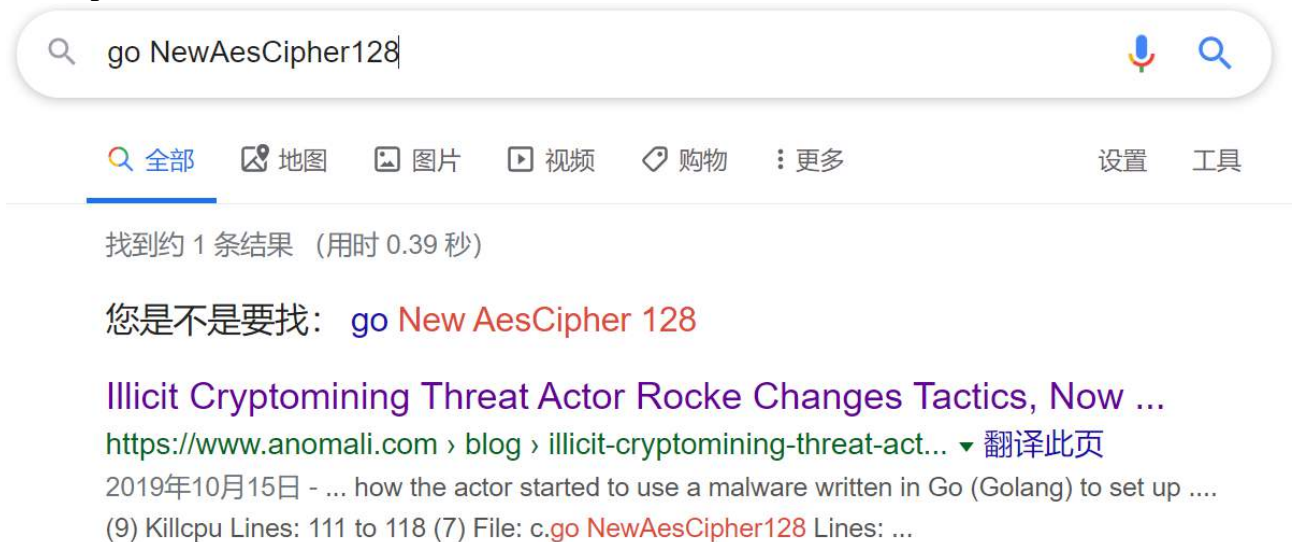 go NewAesCipher128
全部 地图 图片 视频 购物 更多 设置 工具
找到约 1 条结果 （用时 0.39 秒）
您是不是要找： go New AesCipher 128
Illicit Cryptomining Threat Actor Rocke Changes Tactics, Now ...
https://www.anomali.com › blog › illicit-cryptomining-threat-act... 翻译此页
2019年10月15日 - ... how the actor started to use a malware written in Go (Golang) to set up ....
(9) Killcpu Lines: 111 to 118 (7) File: c.go NewAesCipher128 Lines: ...